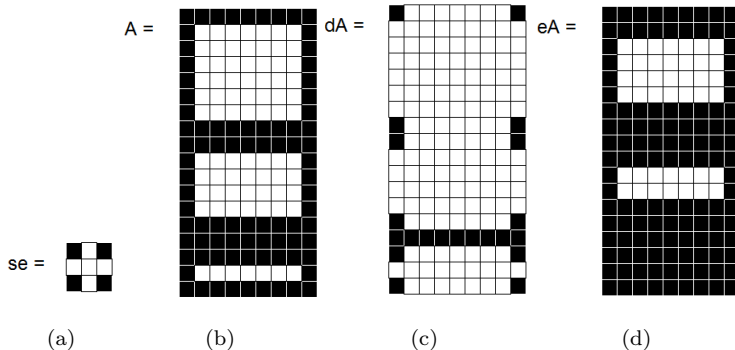 A = dA = eA =
se =
(a) (b) (c) (d)